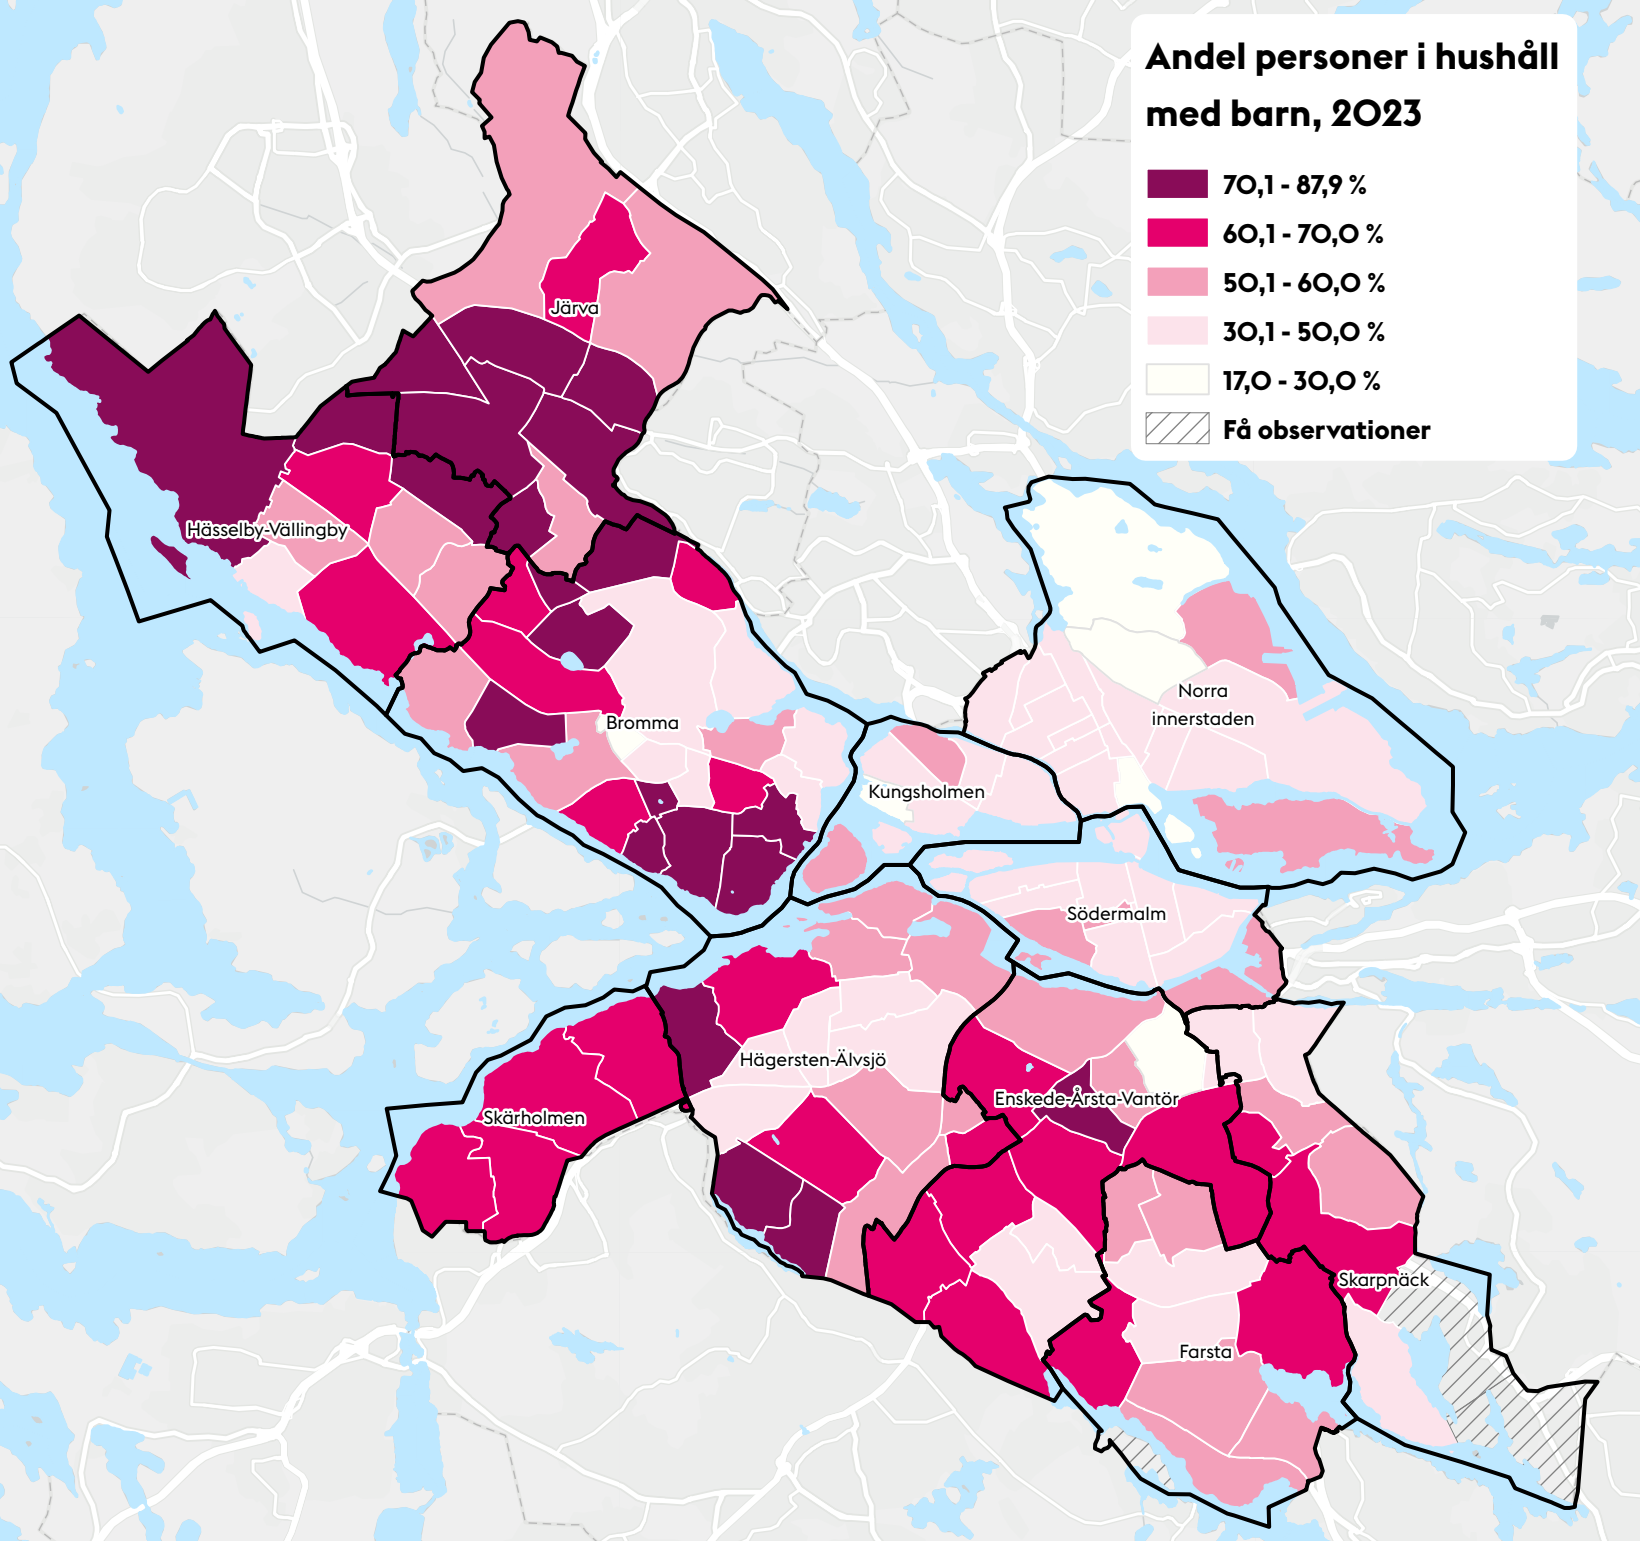 Andel personer i hushåll
med barn, 2023
70,1 - 87,9 %
60,1 - 70,0 %
50,1 - 60,0 %
30,1 - 50,0 %
17,0 - 30,0 %
Få observationer
Järva
Hässelby-Vällingby
Bromma
Norra
innerstaden
Kungsholmen
Södermalm
Hägersten-Älvsjö
Enskede-Årsta-Vantör
Skärholmen
Skarpnäck
Farsta